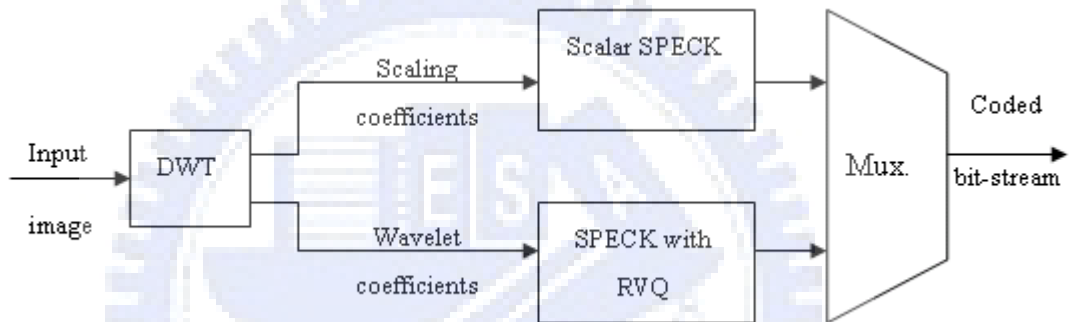 Input
image
DWT
Scaling
coefficients
Wavelet
coefficients
Scalar SPECK
SPECK with
RVQ
Mux.
Coded
bit-stream